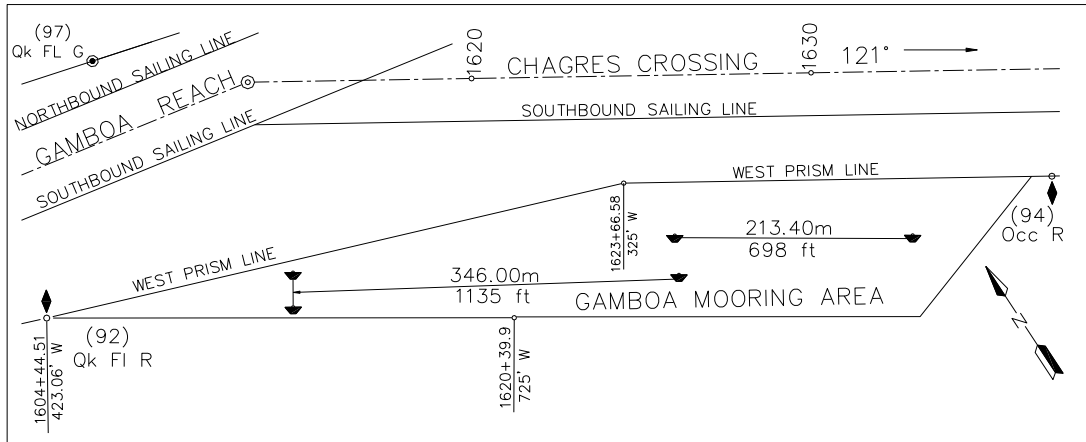 (97)
Qk FL G
NORTHBOUND SAILING LINE
GAMBOA REACH
SOUTHBOUND SAILING LINE
1620
CHAGRES CROSSING
1630
121°
SOUTHBOUND SAILING LINE
WEST PRISM LINE
WEST PRISM LINE
1623+66.58
325' W
213.40m
698 ft
(94)
Occ R
346.00m
1135 ft
GAMBOA MOORING AREA
N
(92)
Qk Fl R
1604+44.51
423.06' W
1620+39.9
725' W